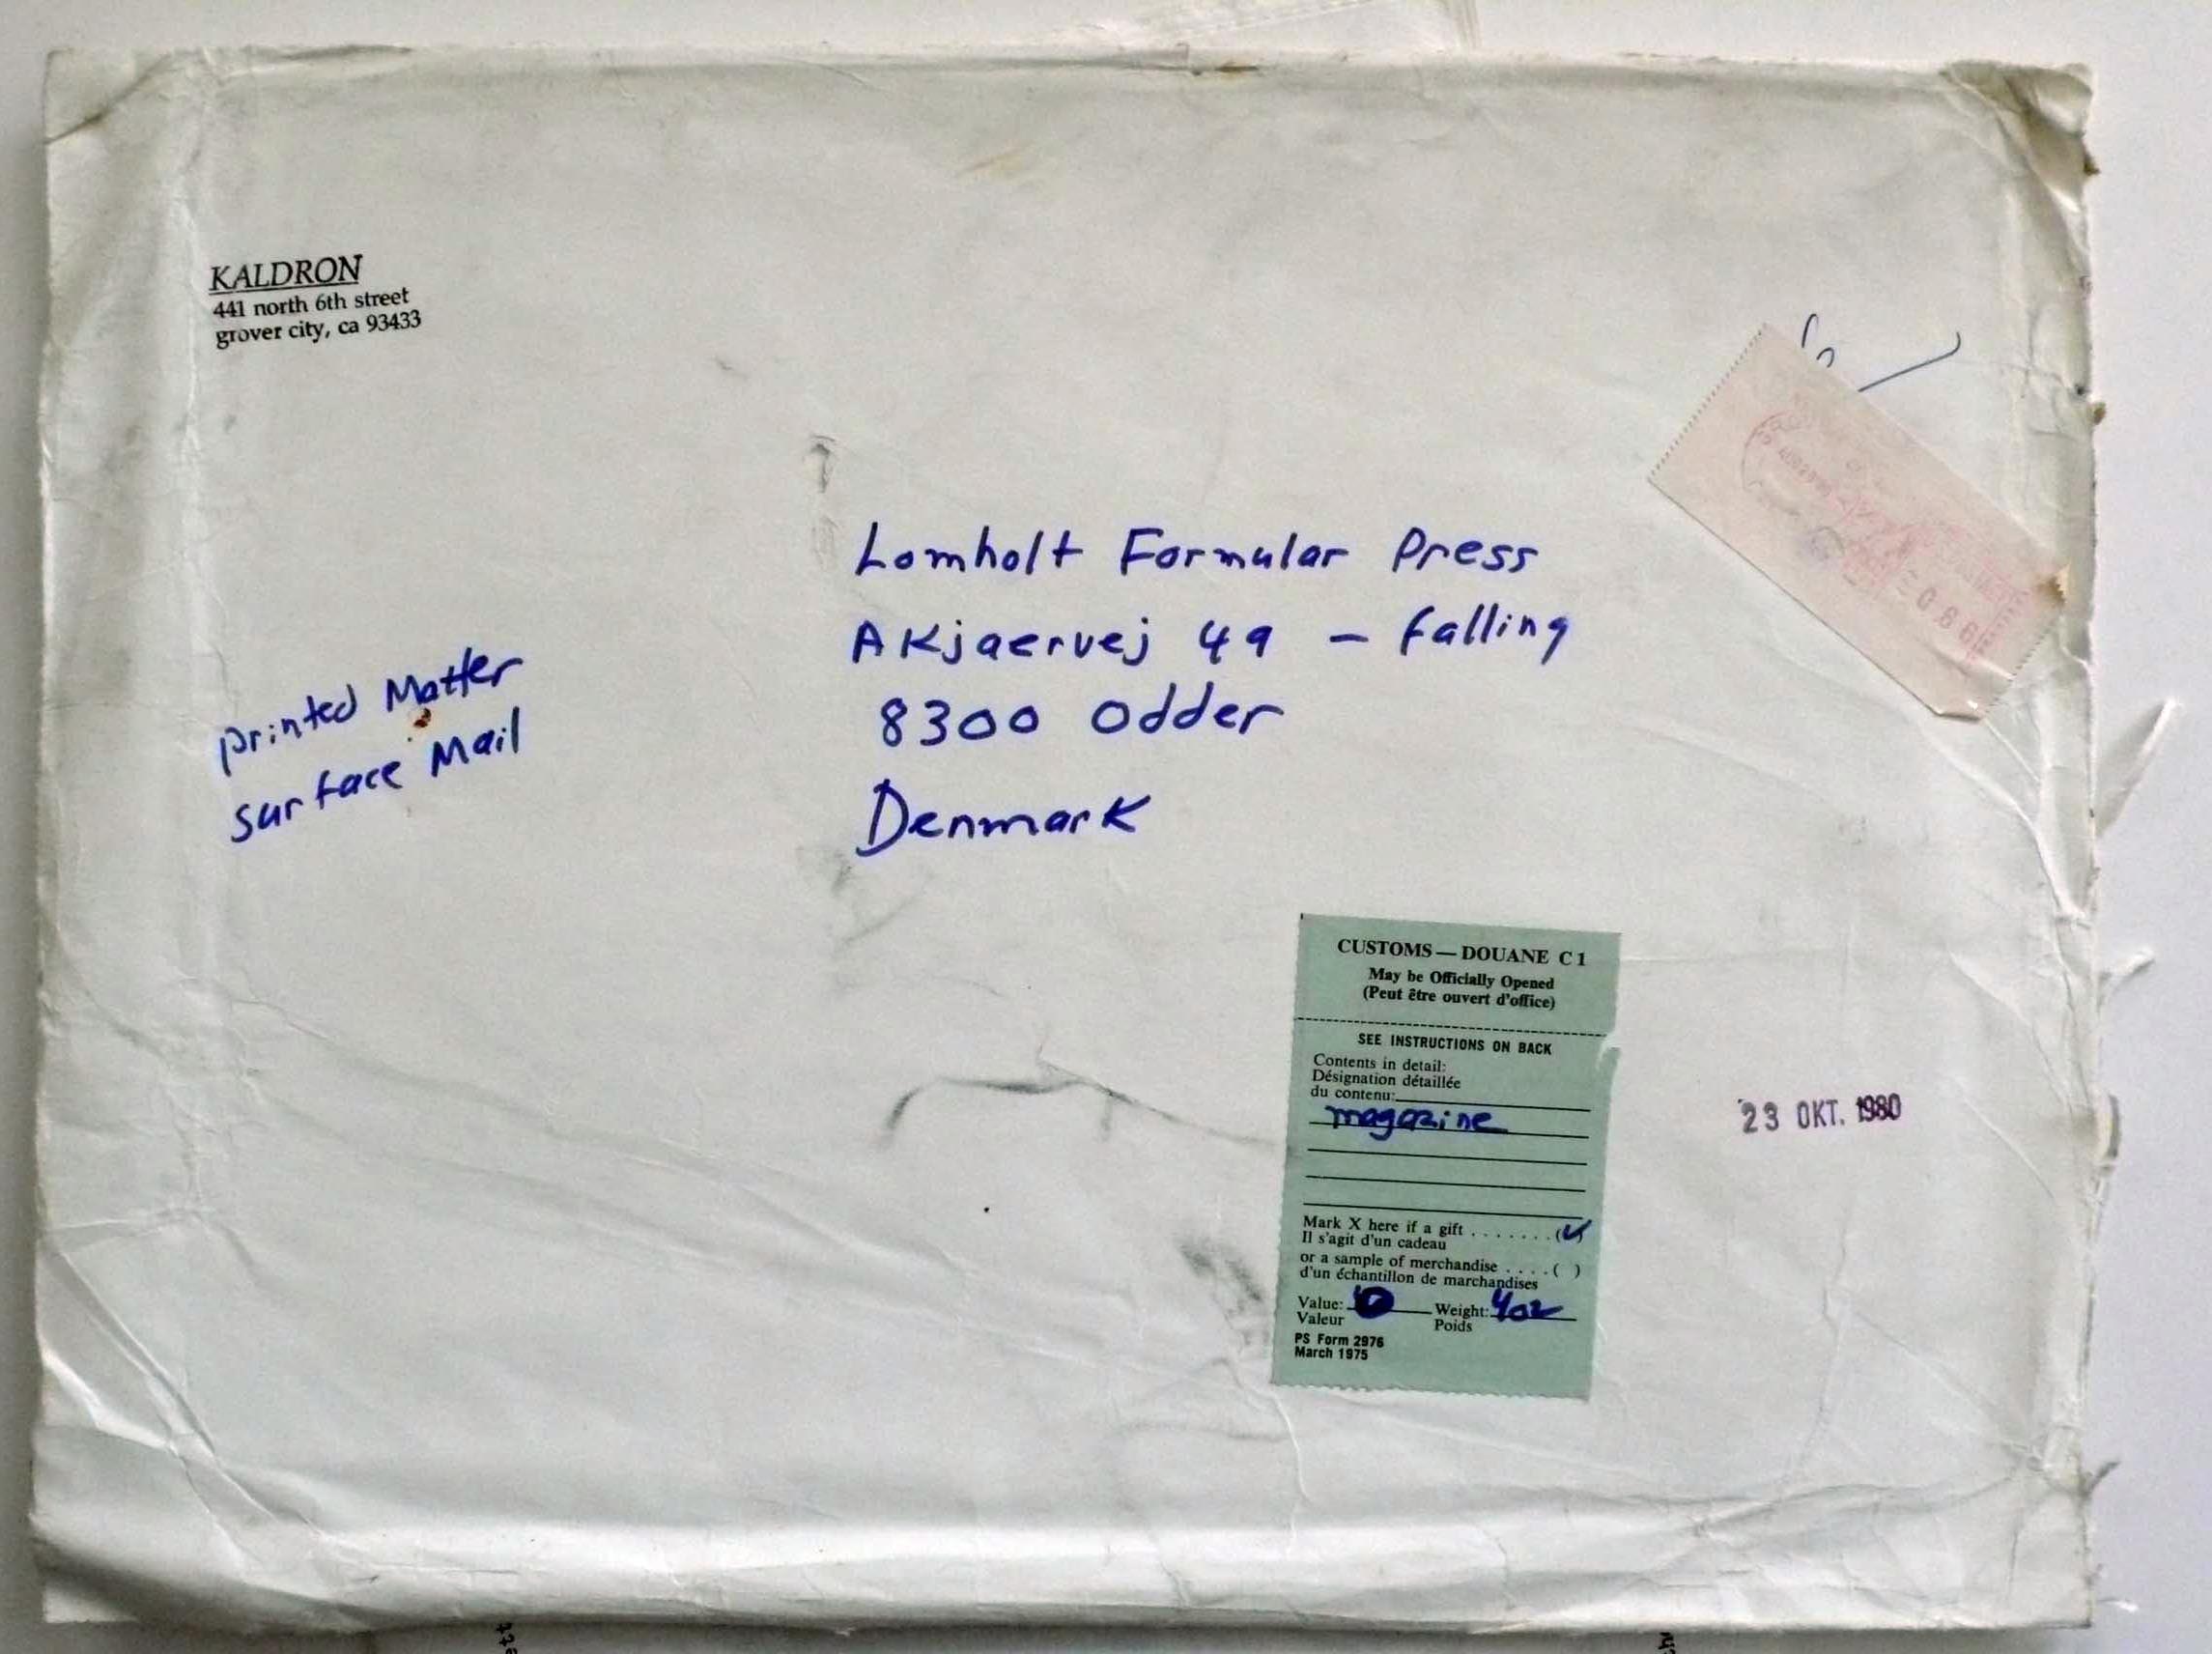 KALDRON
441 north 6th street
grover city, ca 93433
Lomholt Formular Press
AKjaervej 49 — falling
8300 Odder
Denmark
printed Matter
surface Mail
CUSTOMS — DOUANE C 1
May be Officially Opened
(Peut être ouvert d'office)
SEE INSTRUCTIONS ON BACK
Contents in detail:
Désignation détaillée
du contenu:
magazine
Mark X here if a gift . . . . . . . (✓)
Il s'agit d'un cadeau
or a sample of merchandise . . . . ( )
d'un échantillon de marchandises
Value: Weight: 4oz
Valeur Poids
PS Form 2976
March 1975
23 OKT. 1980